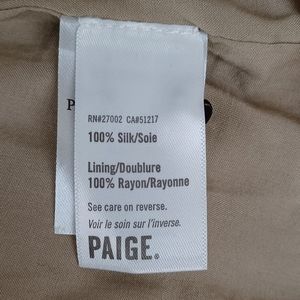 RN#27002 CA#51217
100% Silk/Soie
Lining/Doublure
100% Rayon/Rayonne
See care on reverse.
Voir le soin sur l'inverse.
PAIGE.